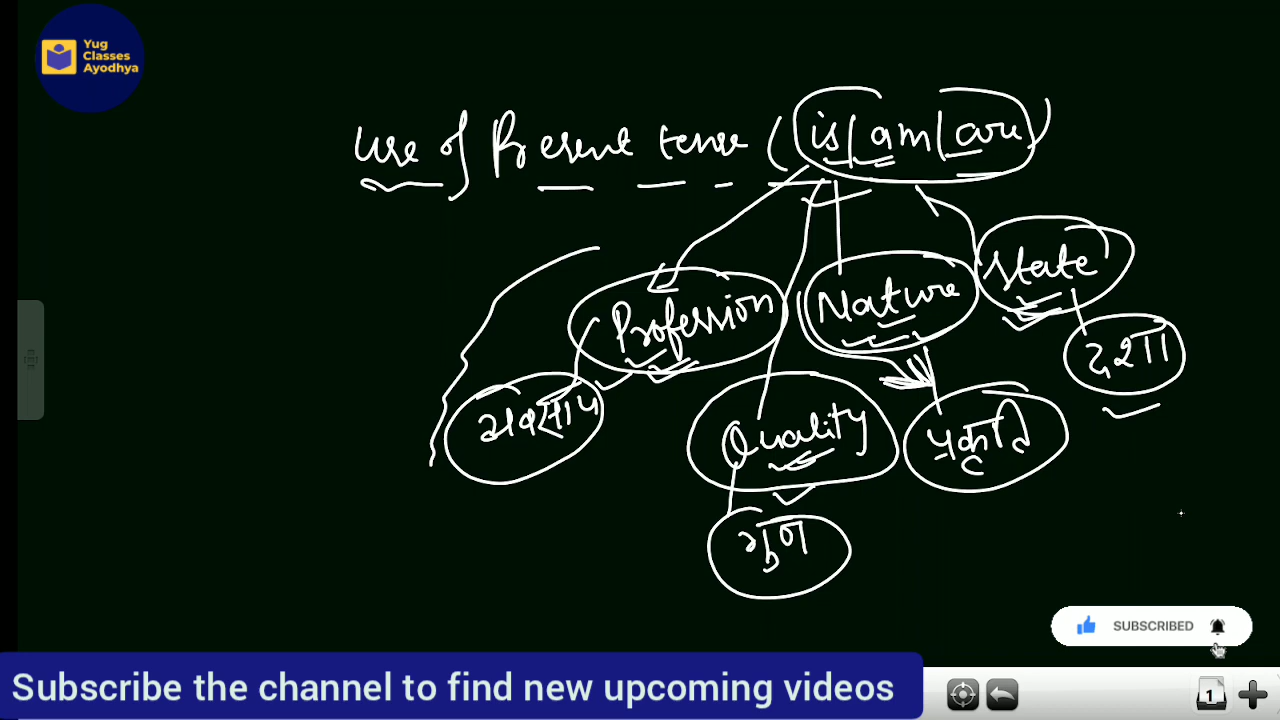 Yug
Classes
Ayodhya
Use of Present tense (is/am/are)
State
Nature
Profession
दशा
Quality
प्रकृति
गुण
SUBSCRIBED
Subscribe the channel to find new upcoming videos
1